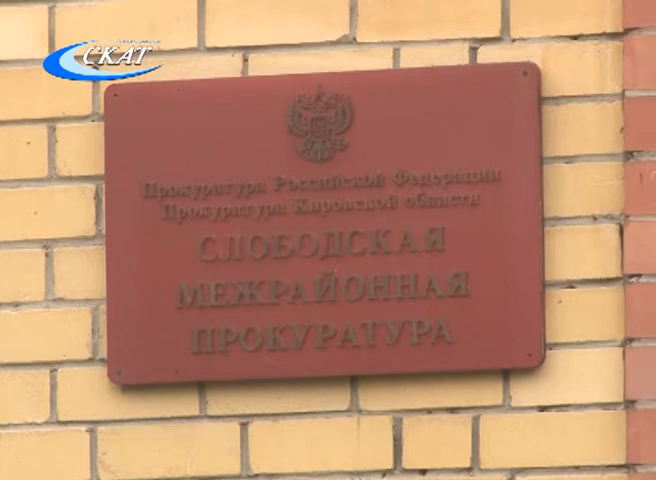 СКАТ
Прокуратура Российской Федерации
Прокуратура Кировской области
СЛОБОДСКАЯ
МЕЖРАЙОННАЯ
ПРОКУРАТУРА